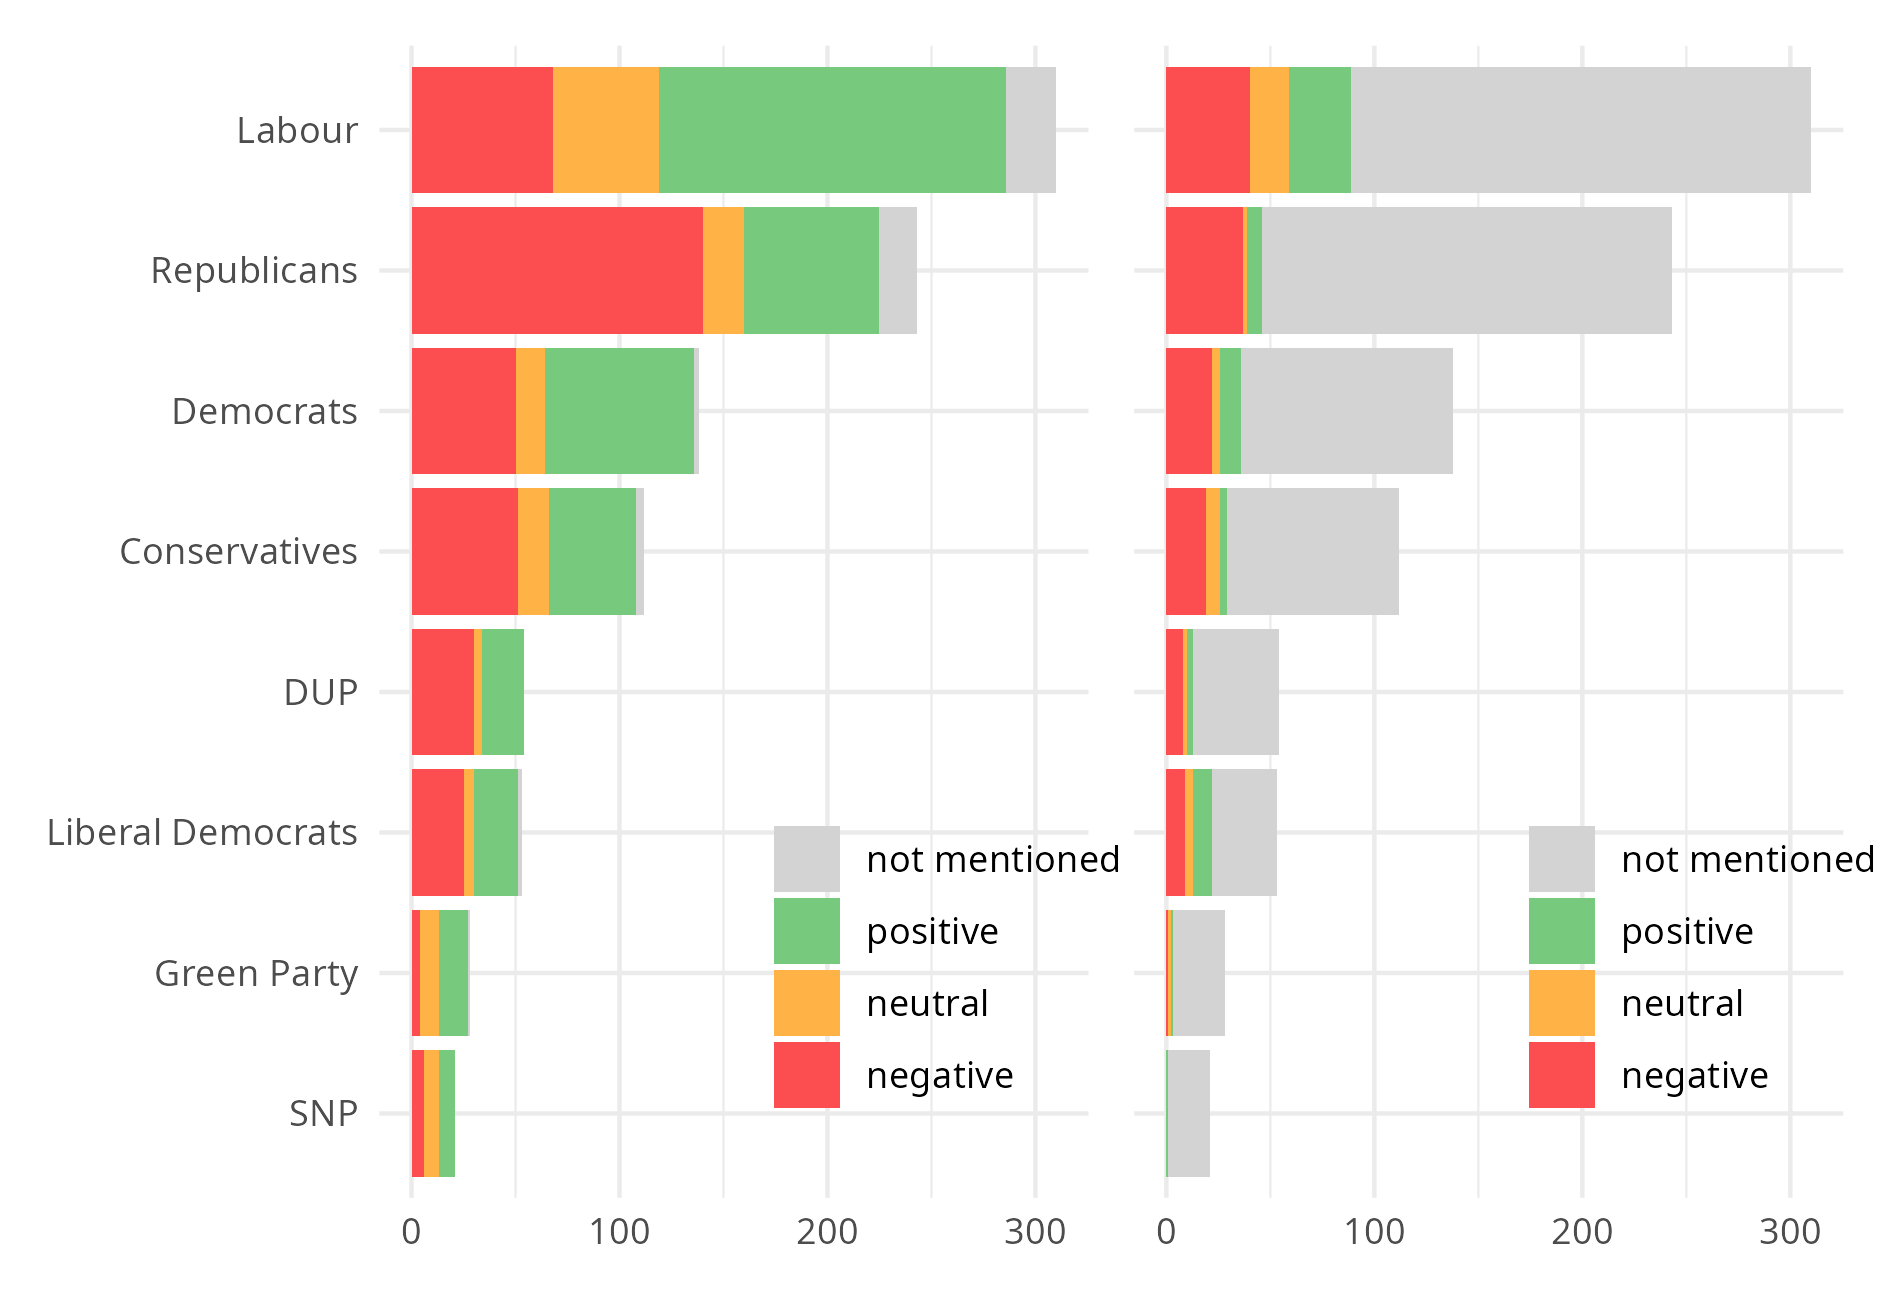 Labour
Republicans
Democrats
Conservatives
DUP
Liberal Democrats
Green Party
SNP
not mentioned
positive
neutral
negative
0 100 200 300
not mentioned
positive
neutral
negative
0 100 200 300